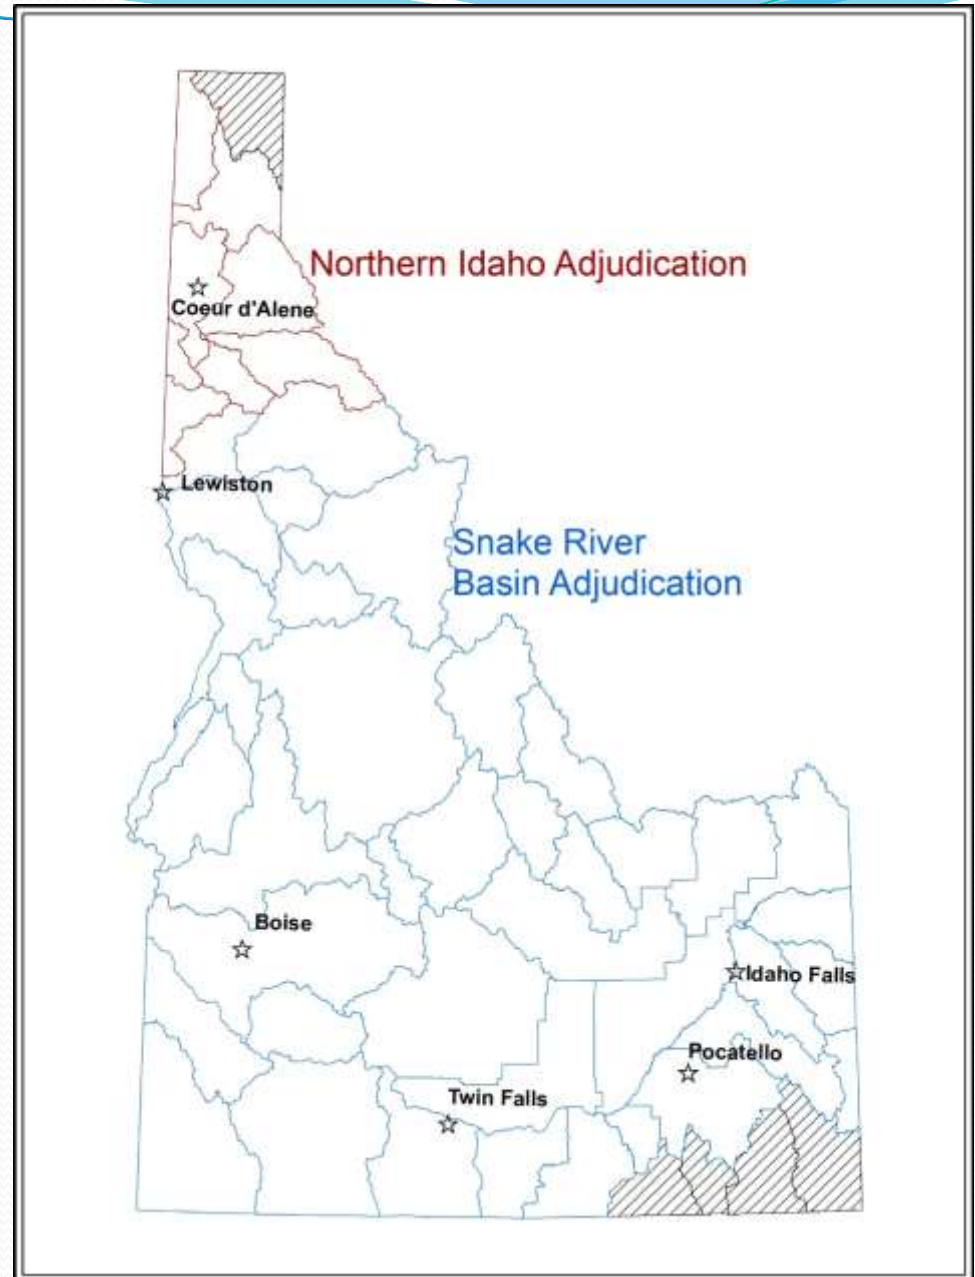 Northern Idaho Adjudication
Coeur d'Alene
Lewiston
Snake River
Basin Adjudication
Boise
Idaho Falls
Pocatello
Twin Falls